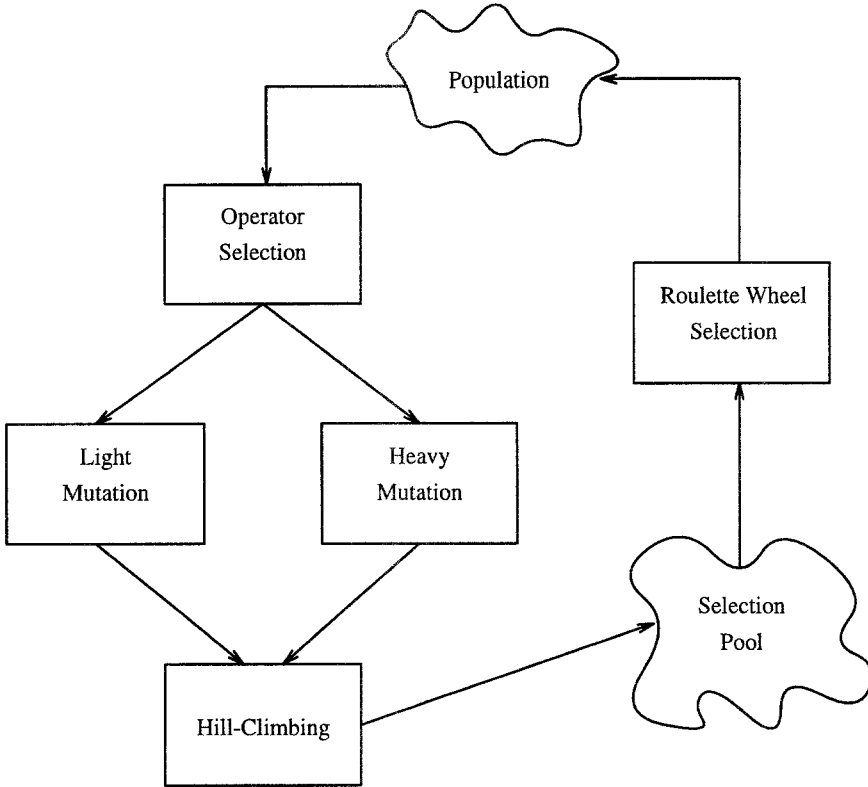 Population
Operator
Selection
Roulette Wheel
Selection
Light
Mutation
Heavy
Mutation
Selection
Pool
Hill-Climbing